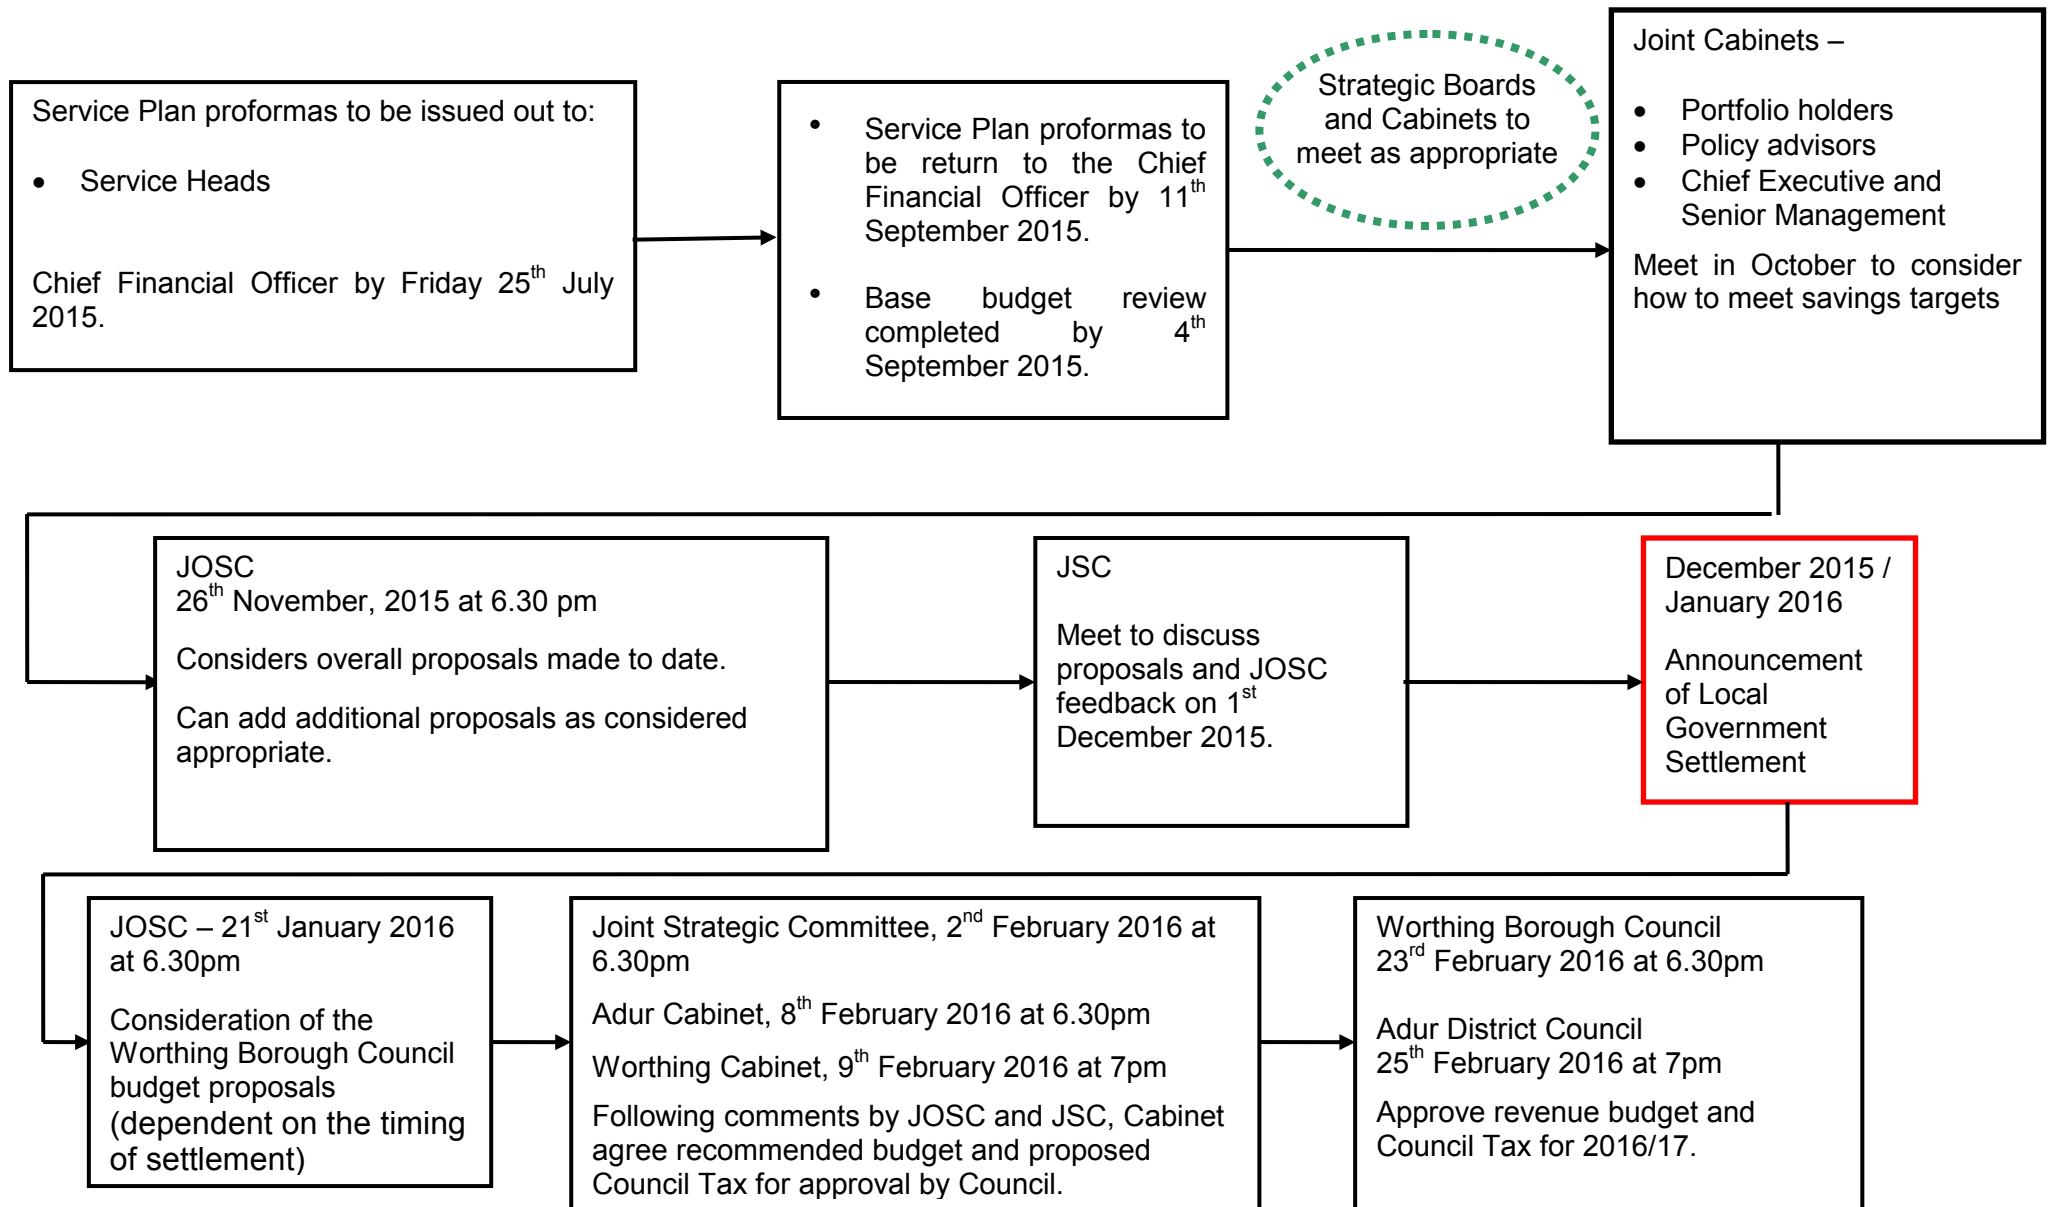 Service Plan proformas to be issued out to:
• Service Heads
Chief Financial Officer by Friday 25th July
2015.
• Service Plan proformas to
be return to the Chief
Financial Officer by 11th
September 2015.
• Base budget review
completed by 4th
September 2015.
Strategic Boards
and Cabinets to
meet as appropriate
Joint Cabinets –
• Portfolio holders
• Policy advisors
• Chief Executive and
Senior Management
Meet in October to consider
how to meet savings targets
JOSC
26th November, 2015 at 6.30 pm
Considers overall proposals made to date.
Can add additional proposals as considered
appropriate.
JSC
Meet to discuss
proposals and JOSC
feedback on 1st
December 2015.
December 2015 /
January 2016
Announcement
of Local
Government
Settlement
JOSC – 21st January 2016
at 6.30pm
Consideration of the
Worthing Borough Council
budget proposals
(dependent on the timing
of settlement)
Joint Strategic Committee, 2nd February 2016 at
6.30pm
Adur Cabinet, 8th February 2016 at 6.30pm
Worthing Cabinet, 9th February 2016 at 7pm
Following comments by JOSC and JSC, Cabinet
agree recommended budget and proposed
Council Tax for approval by Council.
Worthing Borough Council
23rd February 2016 at 6.30pm
Adur District Council
25th February 2016 at 7pm
Approve revenue budget and
Council Tax for 2016/17.